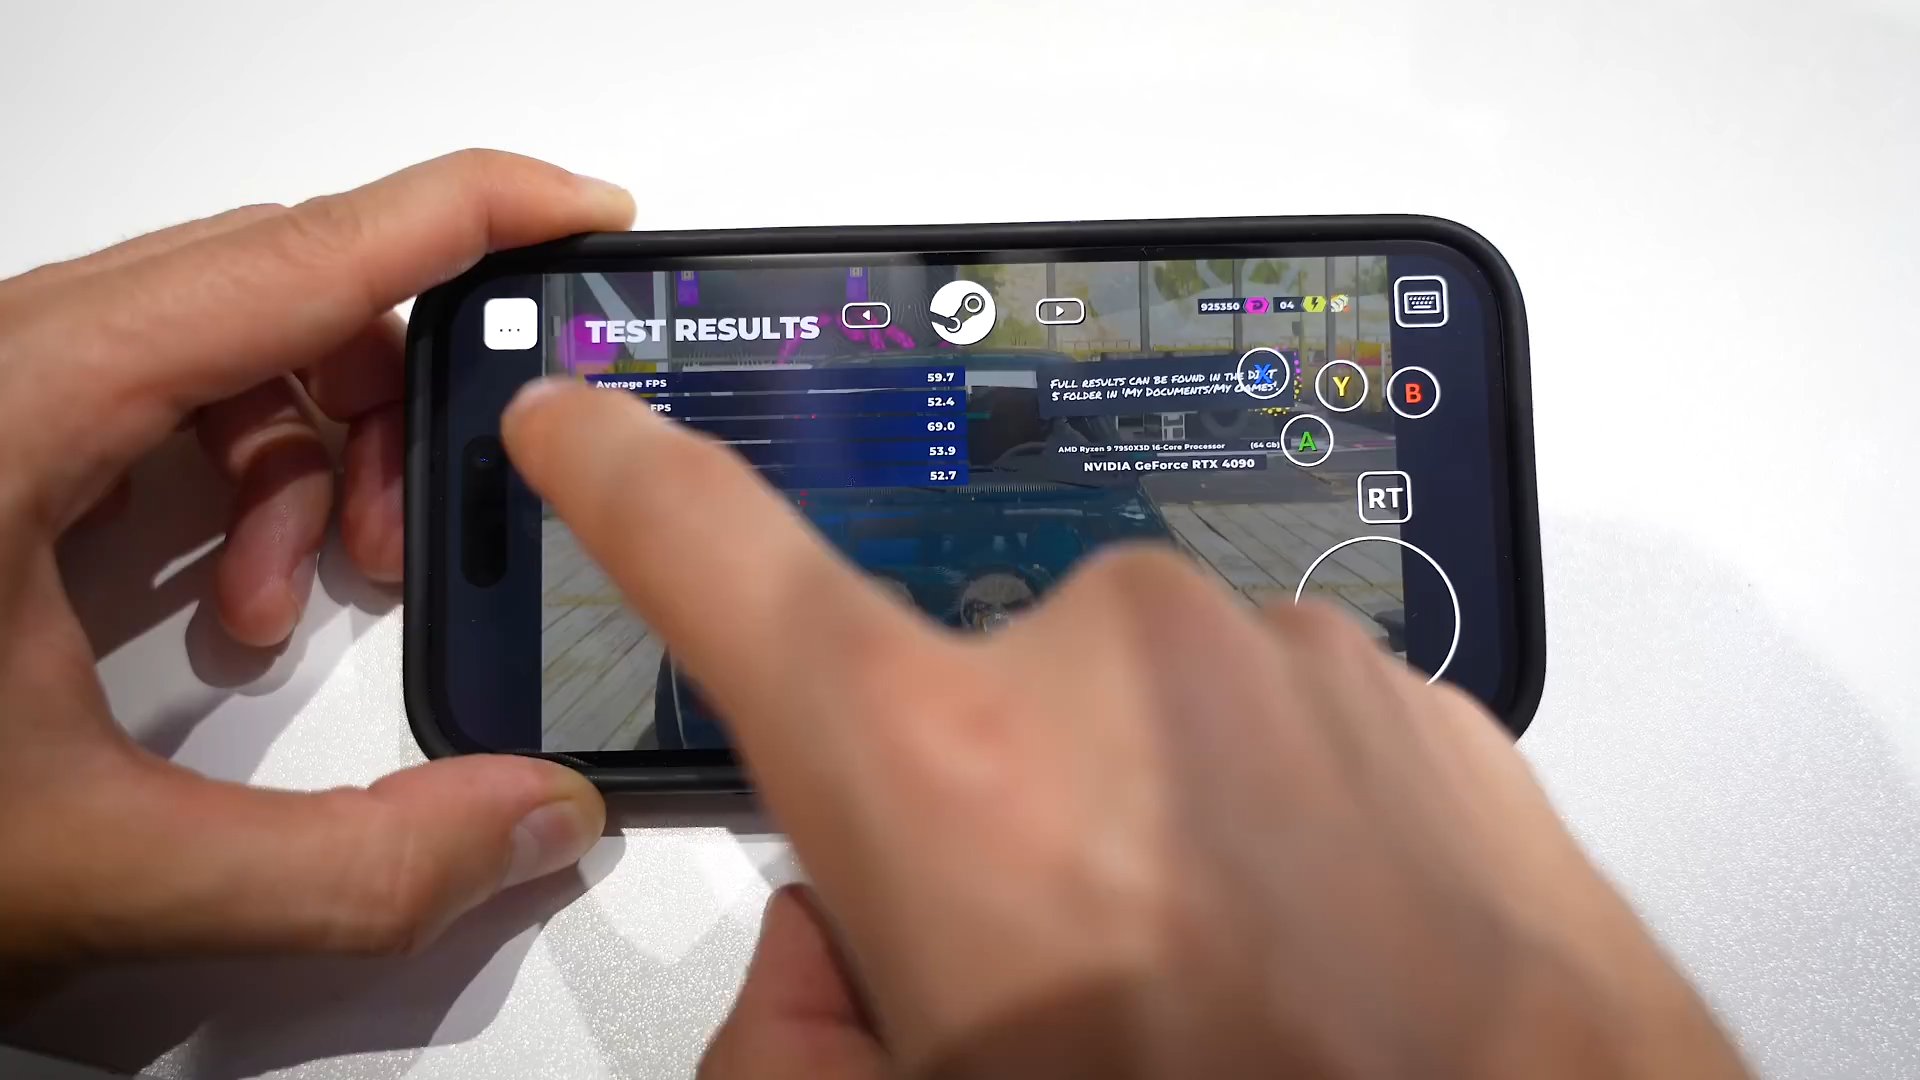 ...
TEST RESULTS
925350
04
Average FPS 59.7
FPS 52.4
69.0
53.9
52.7
FULL RESULTS CAN BE FOUND IN THE
5 FOLDER IN 'MY DOCUMENTS/MY GAMES'.
X
Y
B
A
AMD Ryzen 9 7950X3D 16-Core Processor (64 Gb)
NVIDIA GeForce RTX 4090
RT